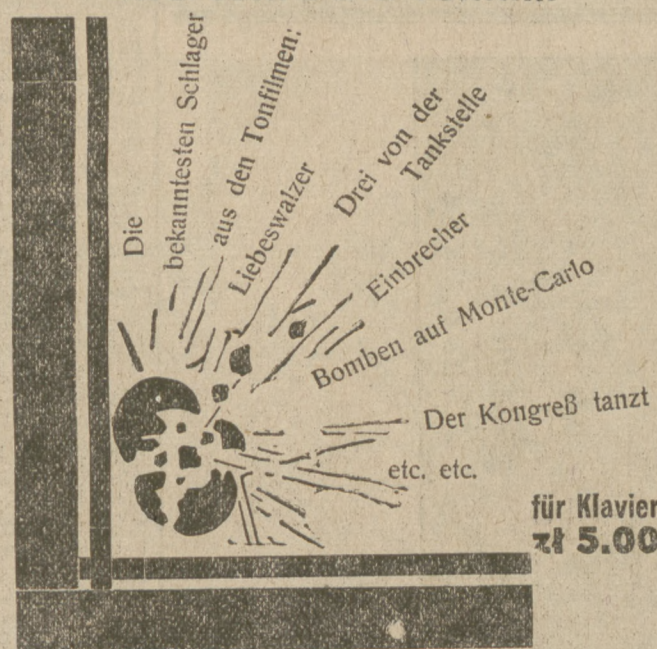 Die
bekanntesten Schlager
aus den Tonfilmen:
Liebeswalzer
Drei von der
Tankstelle
Einbrecher
Bomben auf Monte-Carlo
Der Kongreß tanzt
etc. etc.
für Klavier
zł 5.00